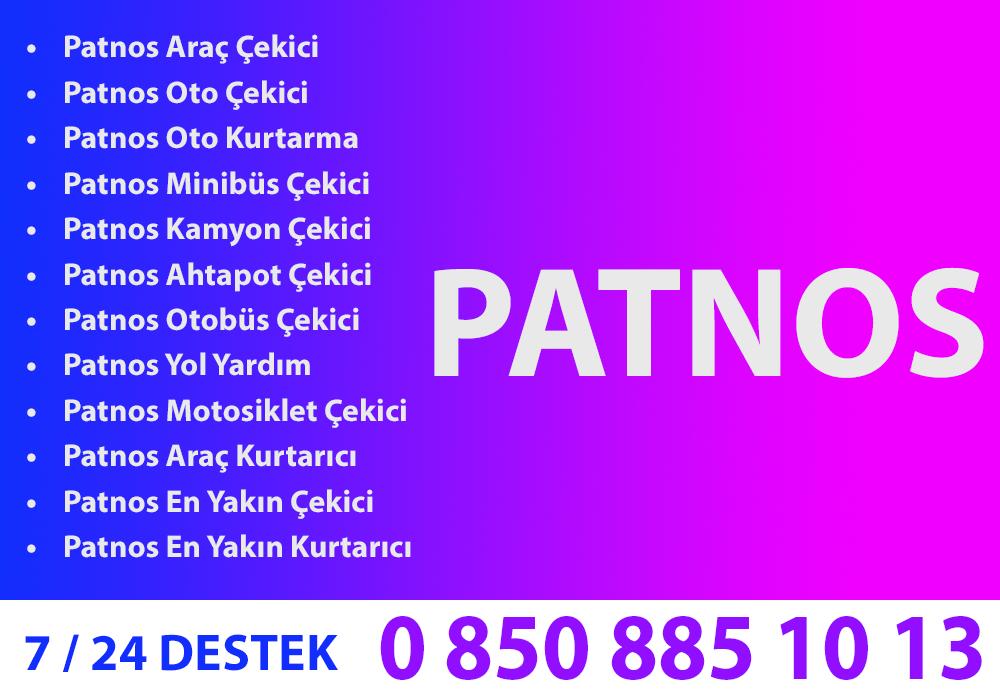 • Patnos Araç Çekici
• Patnos Oto Çekici
• Patnos Oto Kurtarma
• Patnos Minibüs Çekici
• Patnos Kamyon Çekici
• Patnos Ahtapot Çekici
• Patnos Otobüs Çekici
• Patnos Yol Yardım
• Patnos Motosiklet Çekici
• Patnos Araç Kurtarıcı
• Patnos En Yakın Çekici
• Patnos En Yakın Kurtarıcı
PATNOS
7 / 24 DESTEK
0 850 885 10 13